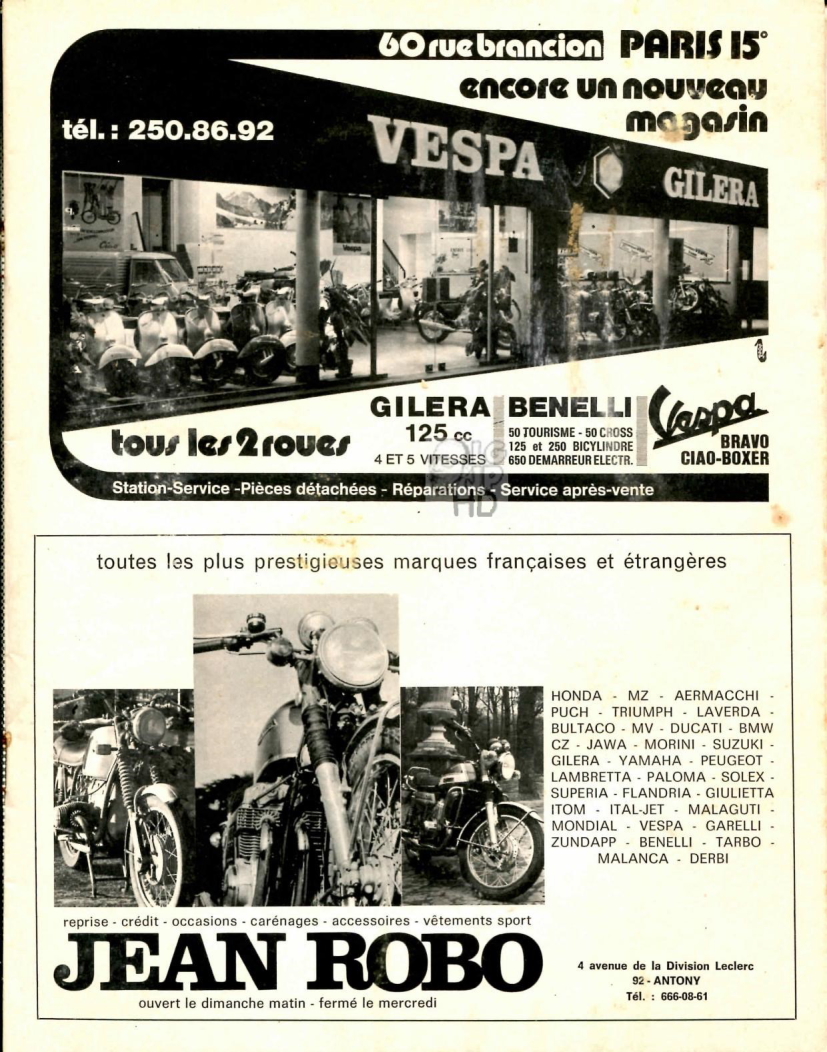 60 rue brancion PARIS 15°
encore un nouveau
magasin
tél. : 250.86.92
VESPA
GILERA
Ciao
Vespa
GILERA
125 cc
4 ET 5 VITESSES
BENELLI
50 TOURISME - 50 CROSS
125 et 250 BICYLINDRE
650 DEMARREUR ELECTR.
Vespa
BRAVO
CIAO-BOXER
tous les 2 roues
BIG
HD
Station-Service -Pièces détachées - Réparations - Service après-vente
toutes les plus prestigieuses marques françaises et étrangères
HONDA - MZ - AERMACCHI -
PUCH - TRIUMPH - LAVERDA -
BULTACO - MV - DUCATI - BMW
CZ - JAWA - MORINI - SUZUKI -
GILERA - YAMAHA - PEUGEOT -
LAMBRETTA - PALOMA - SOLEX -
SUPERIA - FLANDRIA - GIULIETTA
ITOM - ITAL-JET - MALAGUTI -
MONDIAL - VESPA - GARELLI -
ZUNDAPP - BENELLI - TARBO -
MALANCA - DERBI
reprise - crédit - occasions - carénages - accessoires - vêtements sport
JEAN ROBO
ouvert le dimanche matin - fermé le mercredi
4 avenue de la Division Leclerc
92 - ANTONY
Tél. : 666-08-61